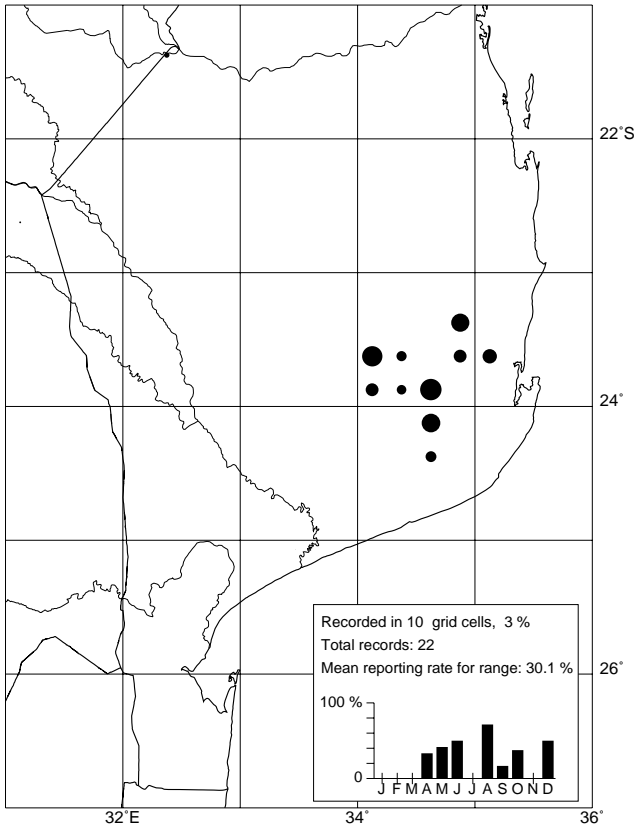 22˚S
24˚
Recorded in 10 grid cells, 3 %
Total records: 22
Mean reporting rate for range: 30.1 %
26˚
100 %
0
J F M A M J J A S O N D
32˚E
34˚
36˚